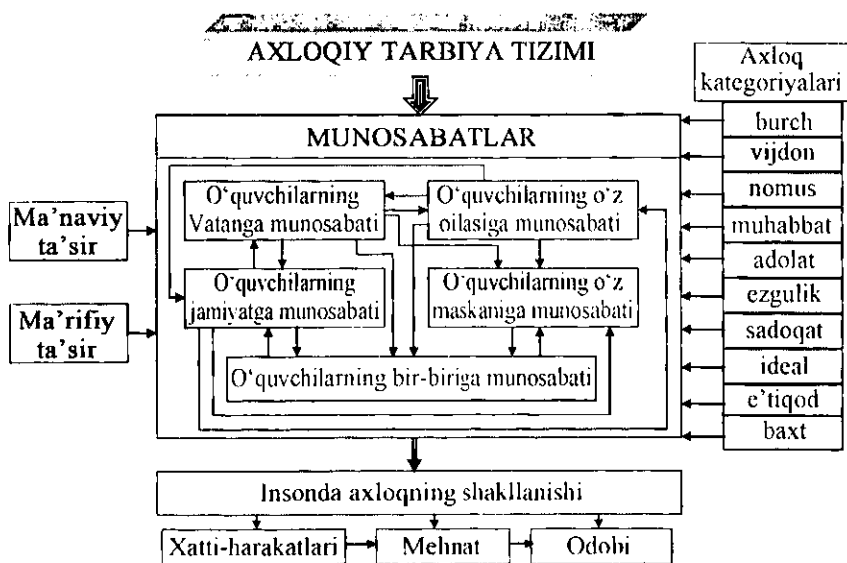 AXLOQIY TARBIYA TIZIMI
Axloq
kategoriyalari
MUNOSABATLAR
burch
vijdon
nomus
muhabbat
adolat
ezgulik
sadoqat
ideal
e'tiqod
baxt
Ma'naviy
ta'sir
Ma'rifiy
ta'sir
O‘quvchilarning
Vatanga munosabati
O‘quvchilarning o‘z
oilasiga munosabati
O‘quvchilarning
jamiyatga munosabati
O‘quvchilarning o‘z
maskaniga munosabati
O‘quvchilarning bir-biriga munosabati
Insonda axloqning shakllanishi
Xatti-harakatlari
Mehnat
Odobi